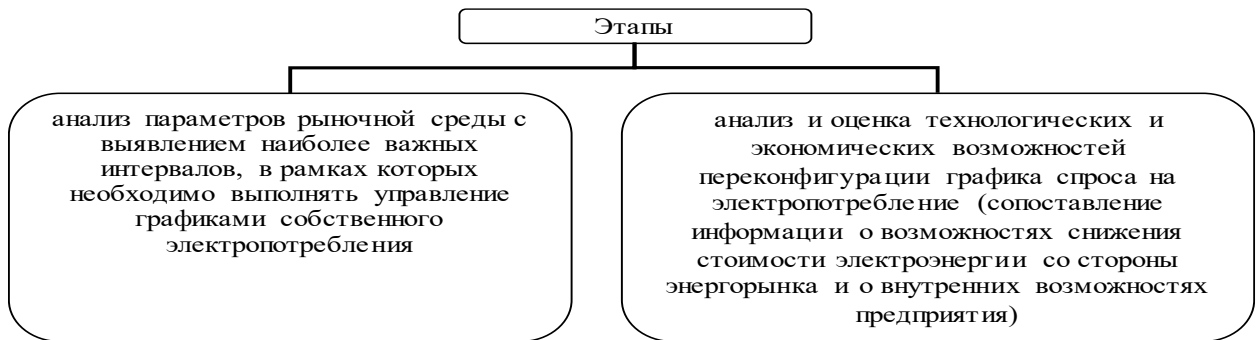 Этапы
анализ параметров рыночной среды с
выявлением наиболее важных
интервалов, в рамках которых
необходимо выполнять управление
графиками собственного
электропотребления
анализ и оценка технологических и
экономических возможностей
переконфигурации графика спроса на
электропотребление (сопоставление
информации о возможностях снижения
стоимости электроэнергии со стороны
энергорынка и о внутренних возможностях
предприятия)